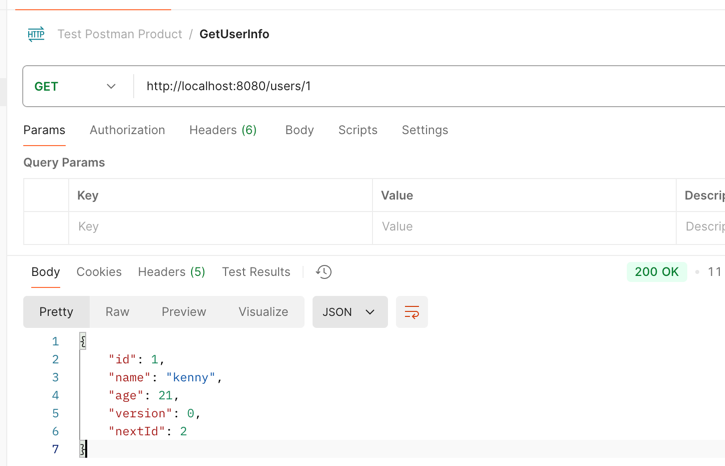 HTTP Test Postman Product / GetUserInfo
GET http://localhost:8080/users/1
Params Authorization Headers (6) Body Scripts Settings
Query Params
Key Value Descrip
Key Value Descrip
Body Cookies Headers (5) Test Results 200 OK • 11
Pretty Raw Preview Visualize JSON
1 {
2 "id": 1,
3 "name": "kenny",
4 "age": 21,
5 "version": 0,
6 "nextId": 2
7 }